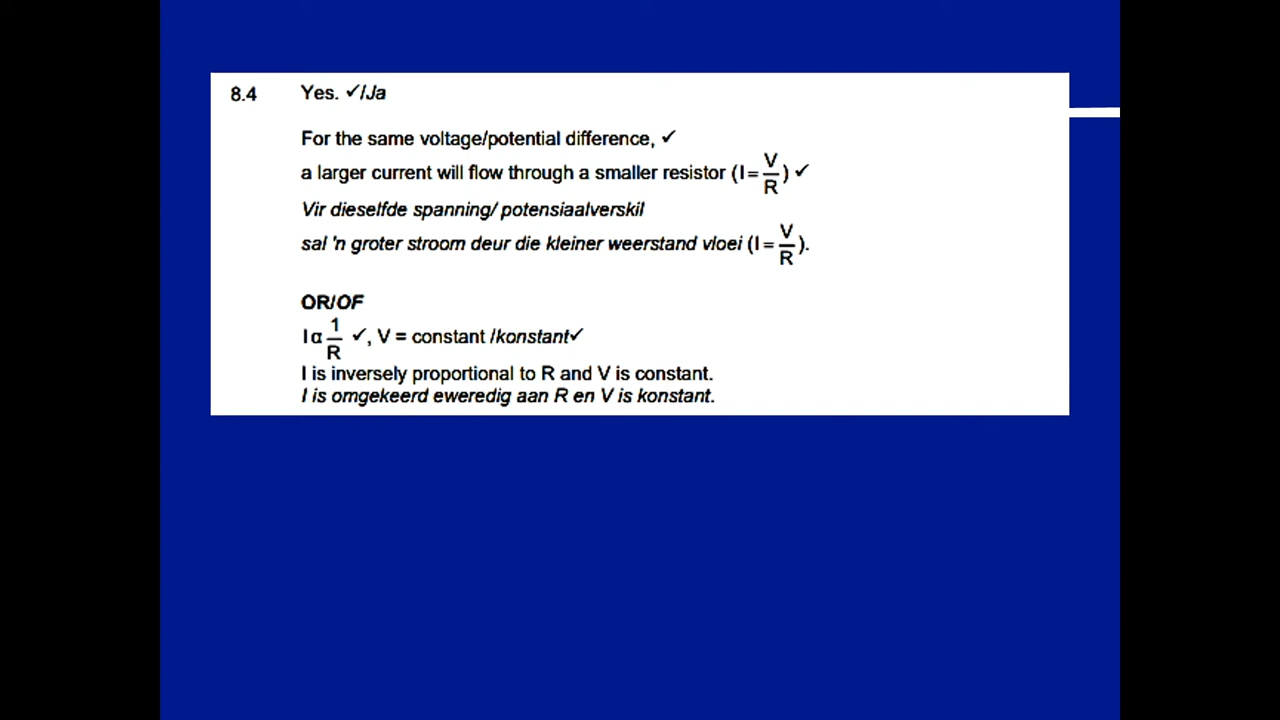 8.4 Yes. ✓/Ja
For the same voltage/potential difference, ✓
a larger current will flow through a smaller resistor (I = V/R) ✓
Vir dieselfde spanning/ potensiaalverskil
sal 'n groter stroom deur die kleiner weerstand vloei (I = V/R).
OR/OF
I α 1/R ✓, V = constant /konstant✓
I is inversely proportional to R and V is constant.
I is omgekeerd eweredig aan R en V is konstant.